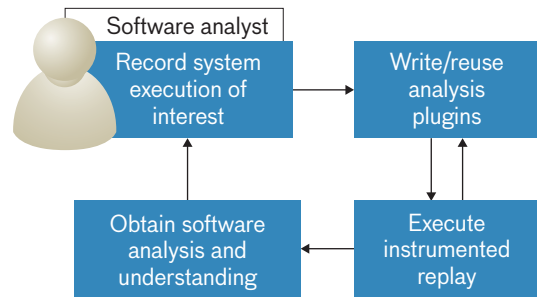 Software analyst
Record system
execution of
interest
Write/reuse
analysis
plugins
Obtain software
analysis and
understanding
Execute
instrumented
replay